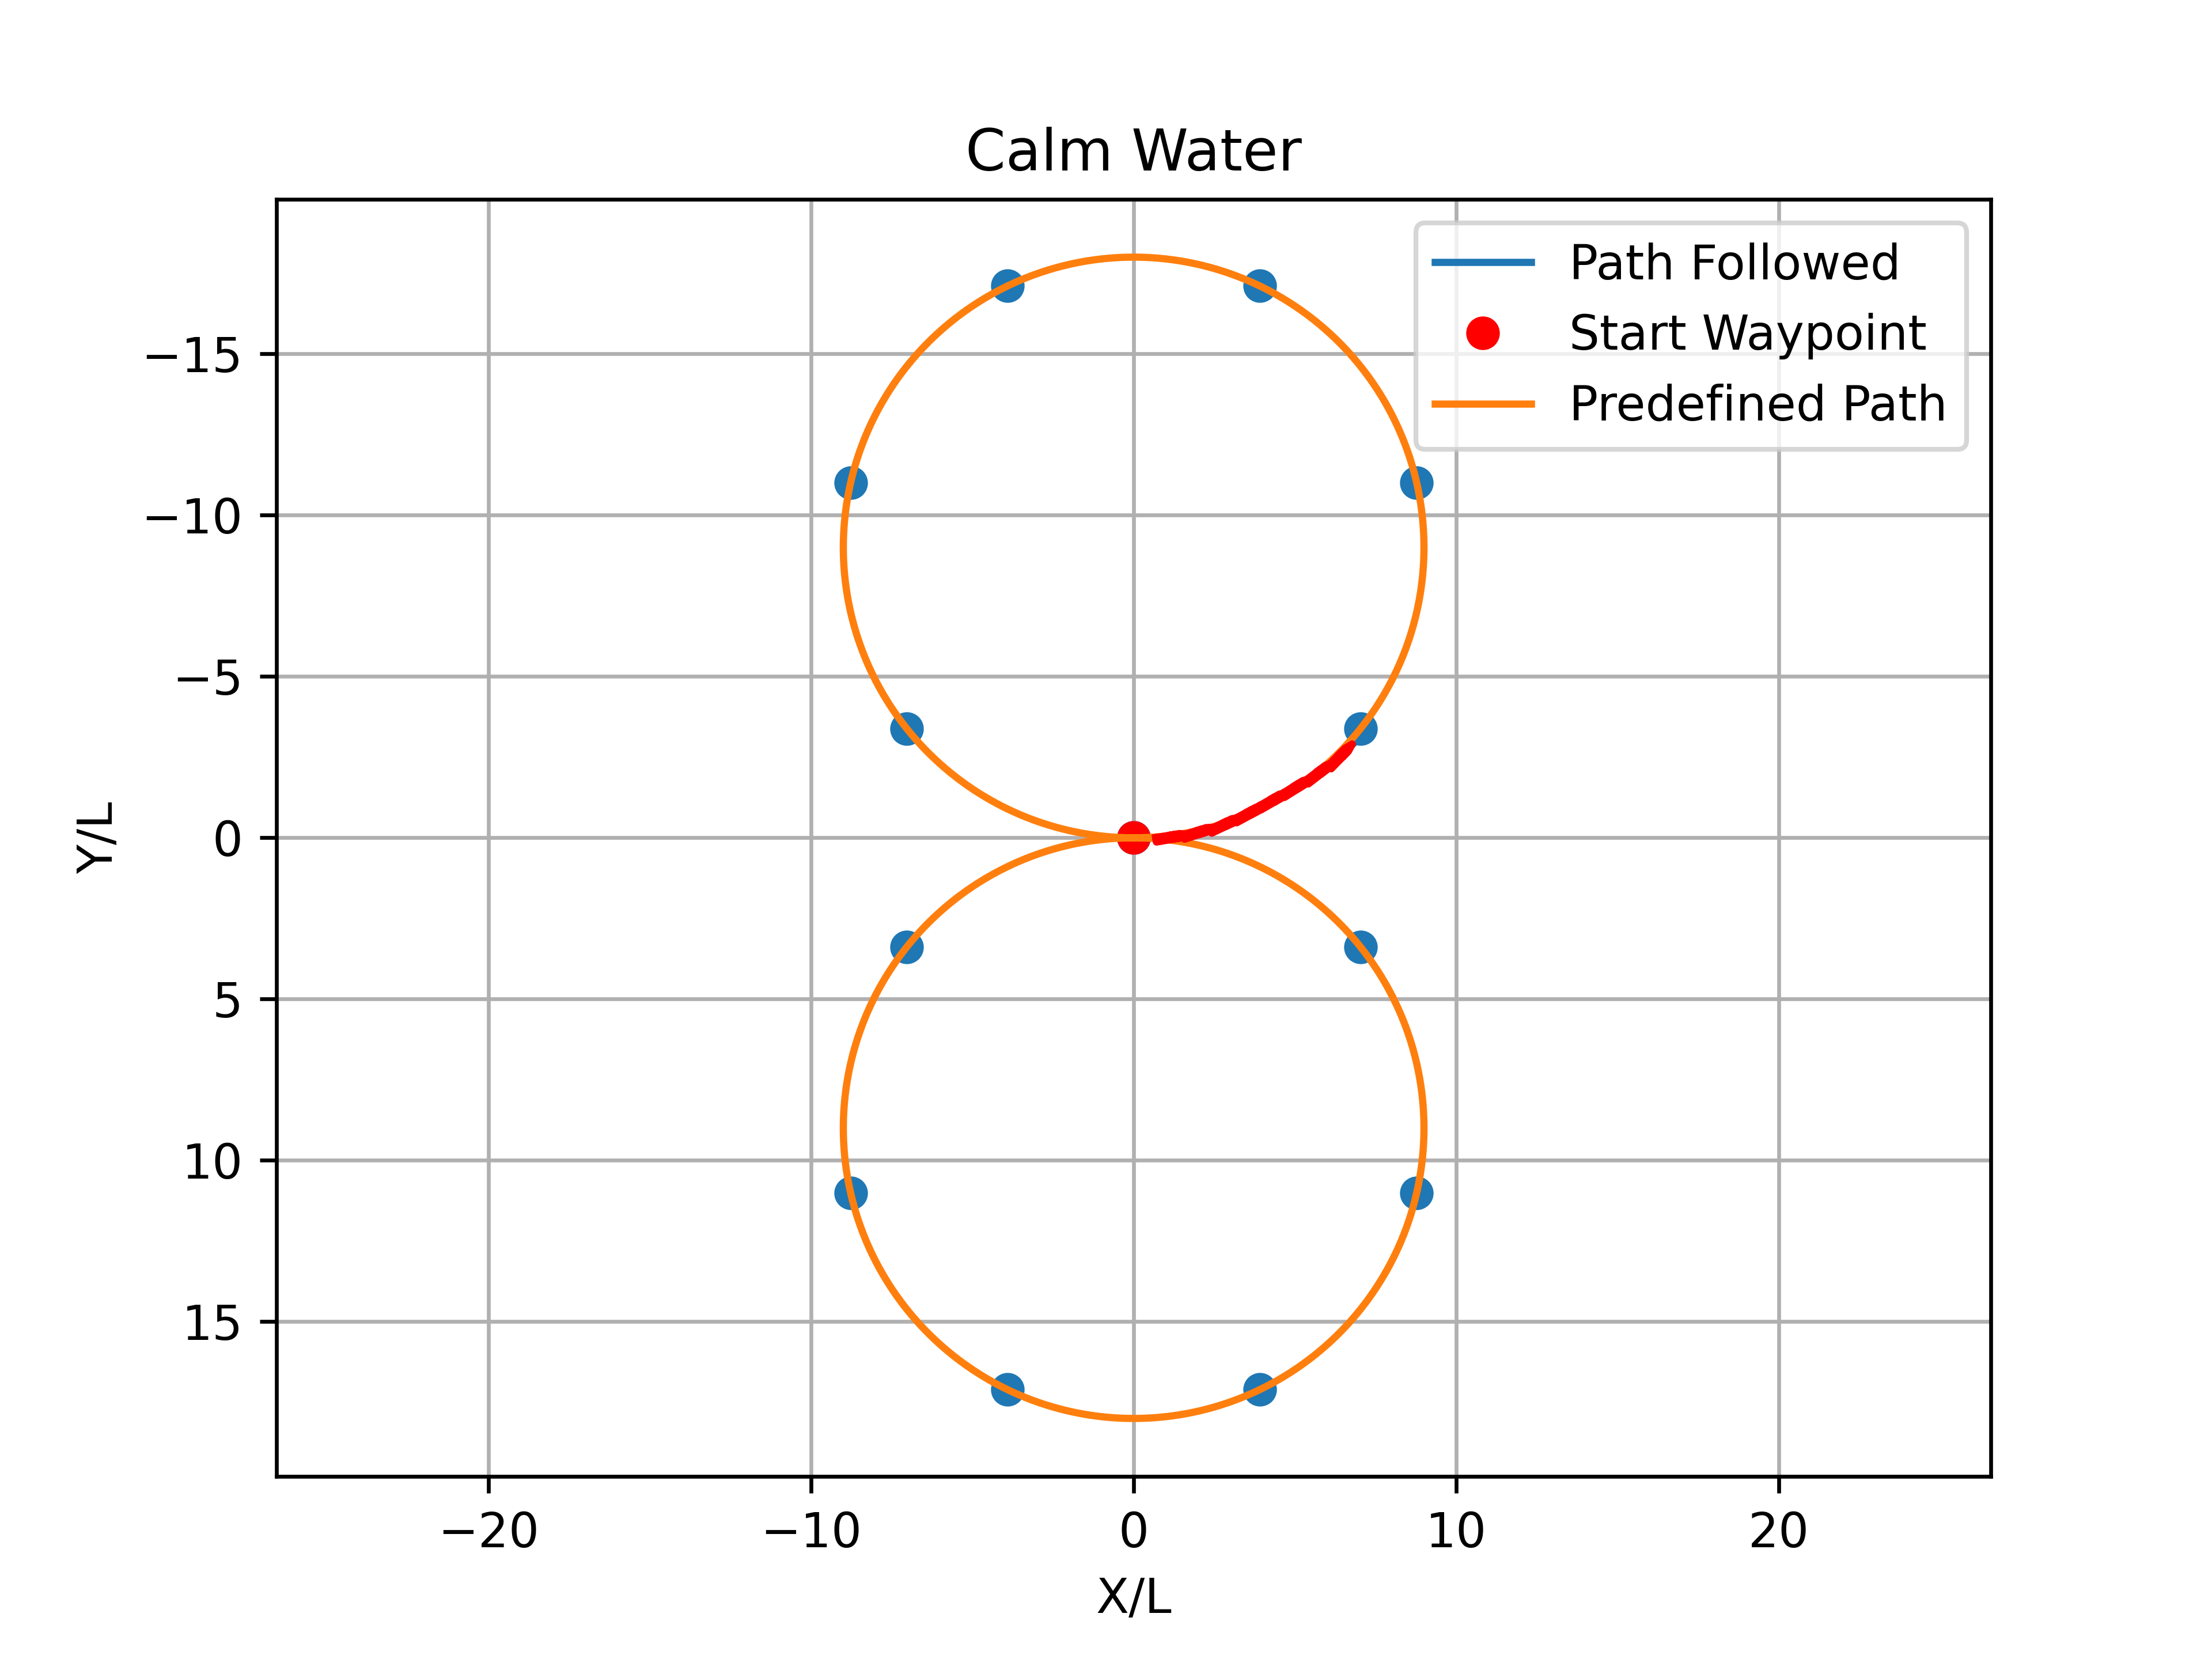 Calm Water
Path Followed
Start Waypoint
Predefined Path
−15
−10
−5
0
5
10
15
Y/L
−20
−10
0
10
20
X/L